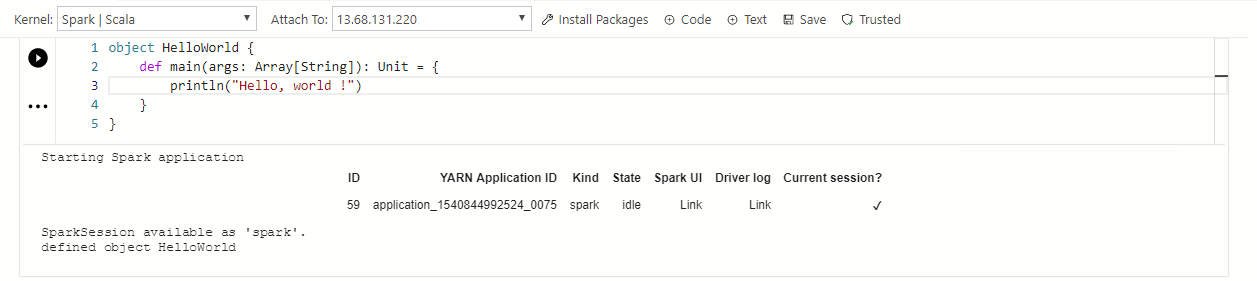 Kernel: Spark | Scala Attach To: 13.68.131.220 Install Packages Code Text Save Trusted
1 object HelloWorld {
2     def main(args: Array[String]): Unit = {
3         println("Hello, world !")
4     }
5 }
Starting Spark application
ID YARN Application ID Kind State Spark UI Driver log Current session?
59 application_1540844992524_0075 spark idle Link Link ✓
SparkSession available as 'spark'.
defined object HelloWorld